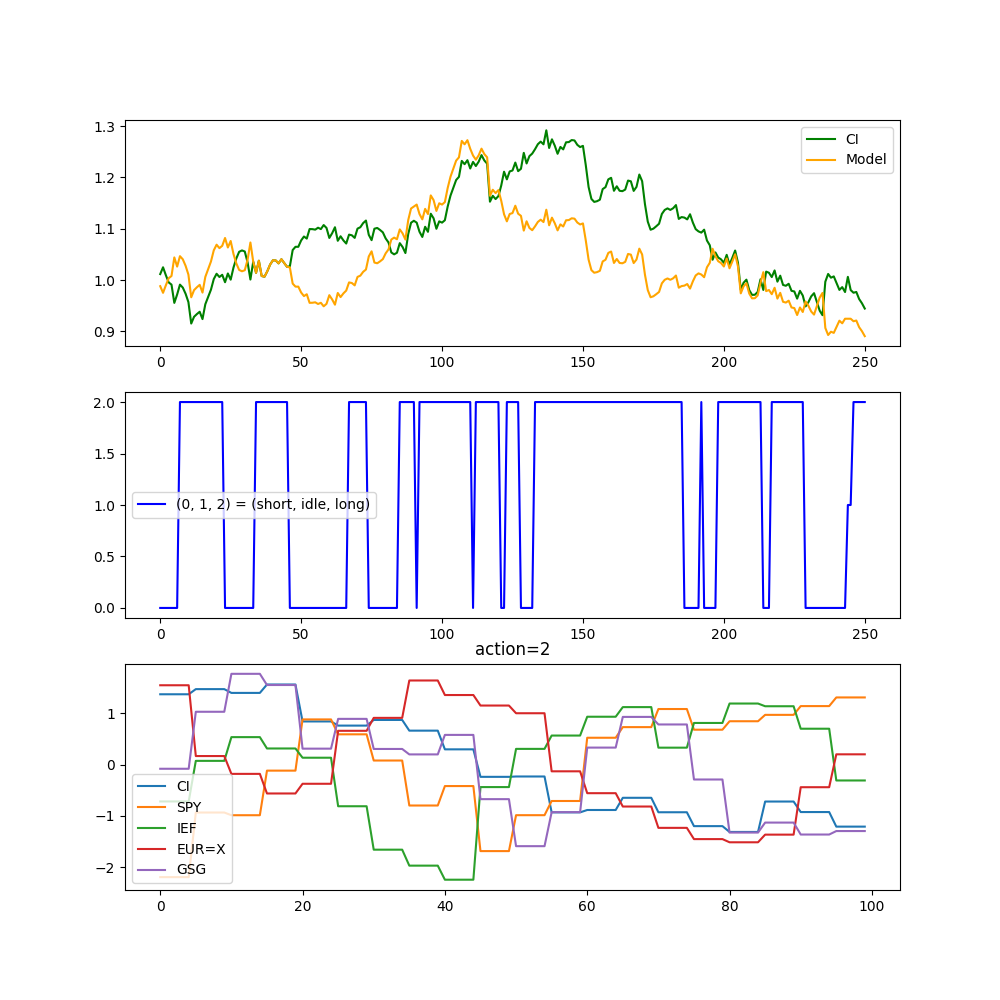 1.3
1.2
1.1
1.0
0.9
CI
Model
0 50 100 150 200 250
2.0
1.5
1.0
0.5
0.0
(0, 1, 2) = (short, idle, long)
0 50 100 150 200 250
action=2
1
0
−1
−2
CI
SPY
IEF
EUR=X
GSG
0 20 40 60 80 100